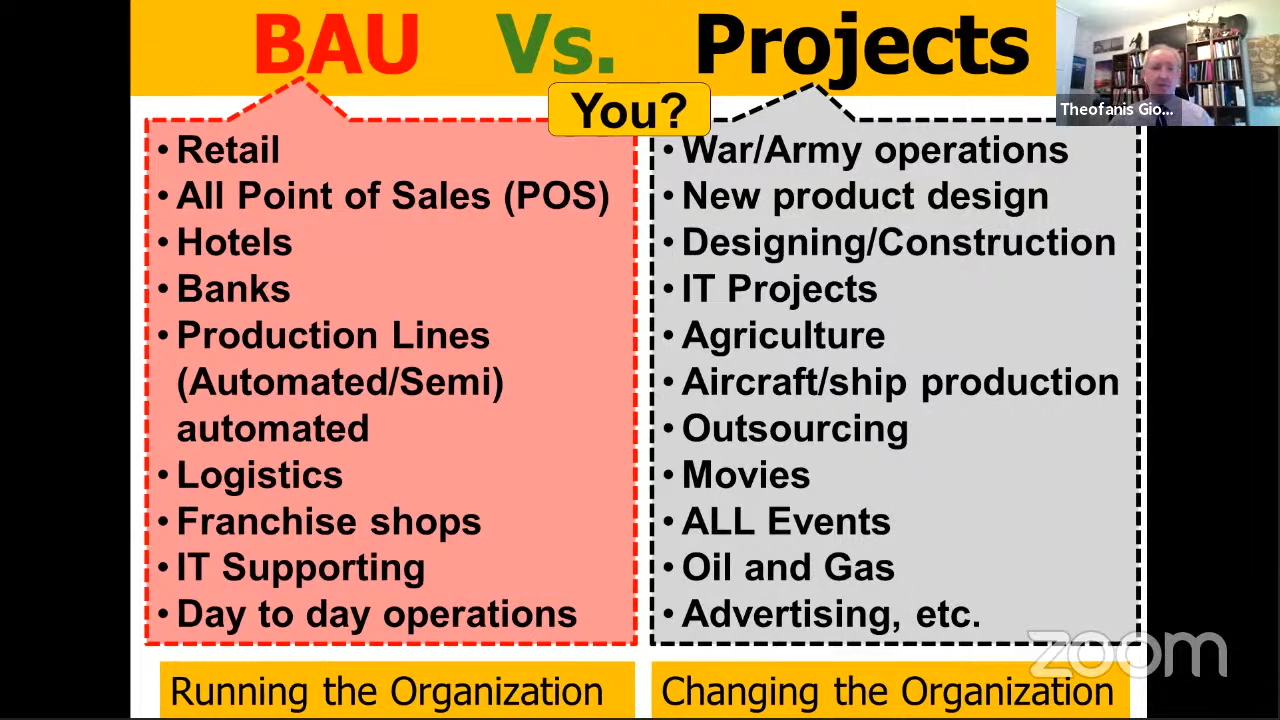 BAU Vs. Projects
Theofanis Gio...
You?
• Retail
• All Point of Sales (POS)
• Hotels
• Banks
• Production Lines
(Automated/Semi)
automated
• Logistics
• Franchise shops
• IT Supporting
• Day to day operations
• War/Army operations
• New product design
• Designing/Construction
• IT Projects
• Agriculture
• Aircraft/ship production
• Outsourcing
• Movies
• ALL Events
• Oil and Gas
• Advertising, etc.
Running the Organization
Changing the Organization
zoom